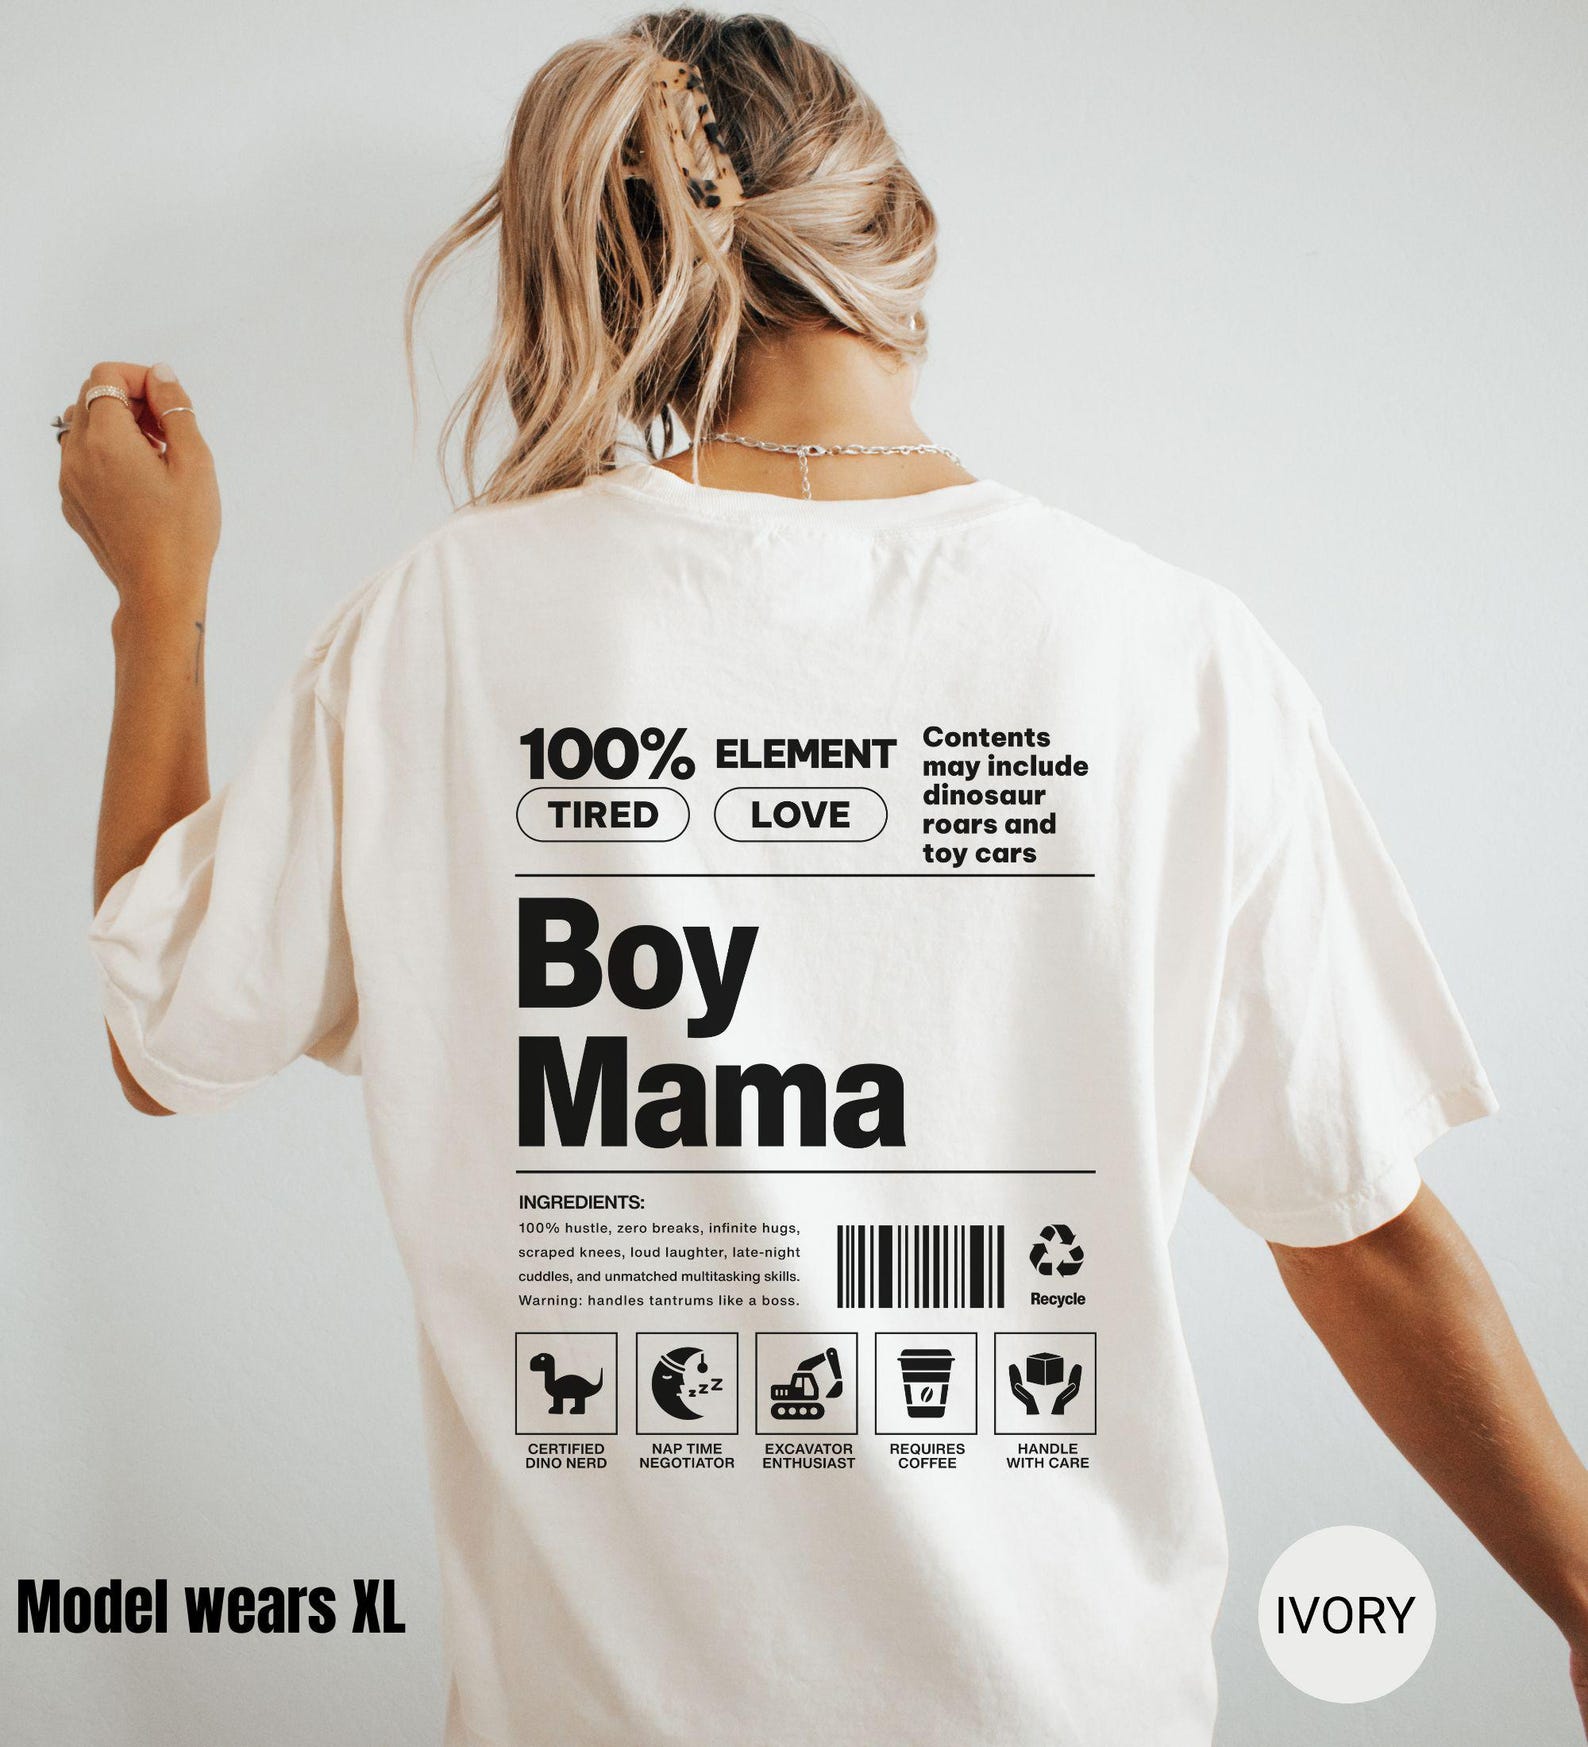 100%
TIRED
ELEMENT
LOVE
Contents
may include
dinosaur
roars and
toy cars
Boy
Mama
INGREDIENTS:
100% hustle, zero breaks, infinite hugs,
scraped knees, loud laughter, late-night
cuddles, and unmatched multitasking skills.
Warning: handles tantrums like a boss.
Recycle
zzZ
CERTIFIED
DINO NERD
NAP TIME
NEGOTIATOR
EXCAVATOR
ENTHUSIAST
REQUIRES
COFFEE
HANDLE
WITH CARE
Model wears XL
IVORY